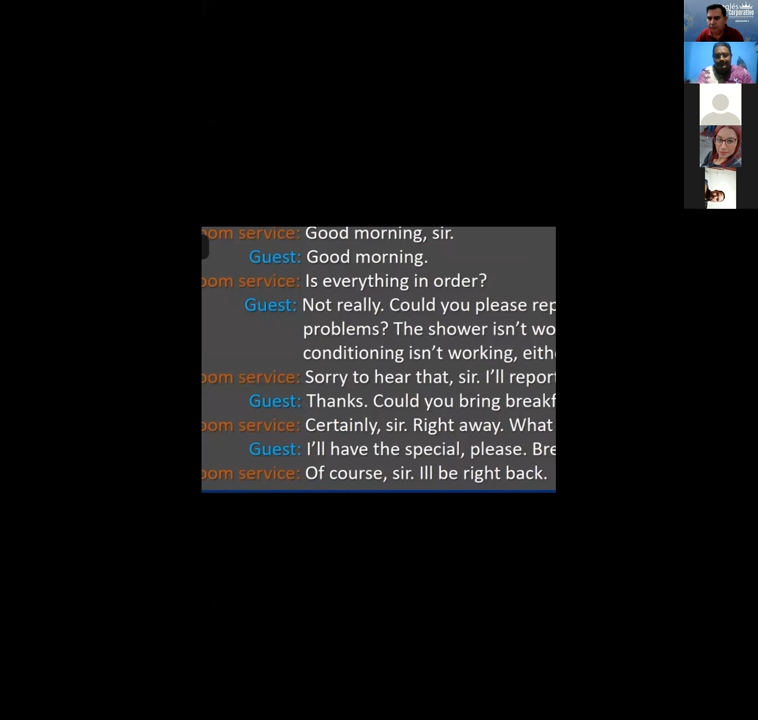 glés
Corporativo
oom service: Good morning, sir.
Guest: Good morning.
oom service: Is everything in order?
Guest: Not really. Could you please rep
problems? The shower isn't wo
conditioning isn't working, eith
oom service: Sorry to hear that, sir. I'll repor
Guest: Thanks. Could you bring breakf
oom service: Certainly, sir. Right away. What
Guest: I'll have the special, please. Bre
oom service: Of course, sir. Ill be right back.